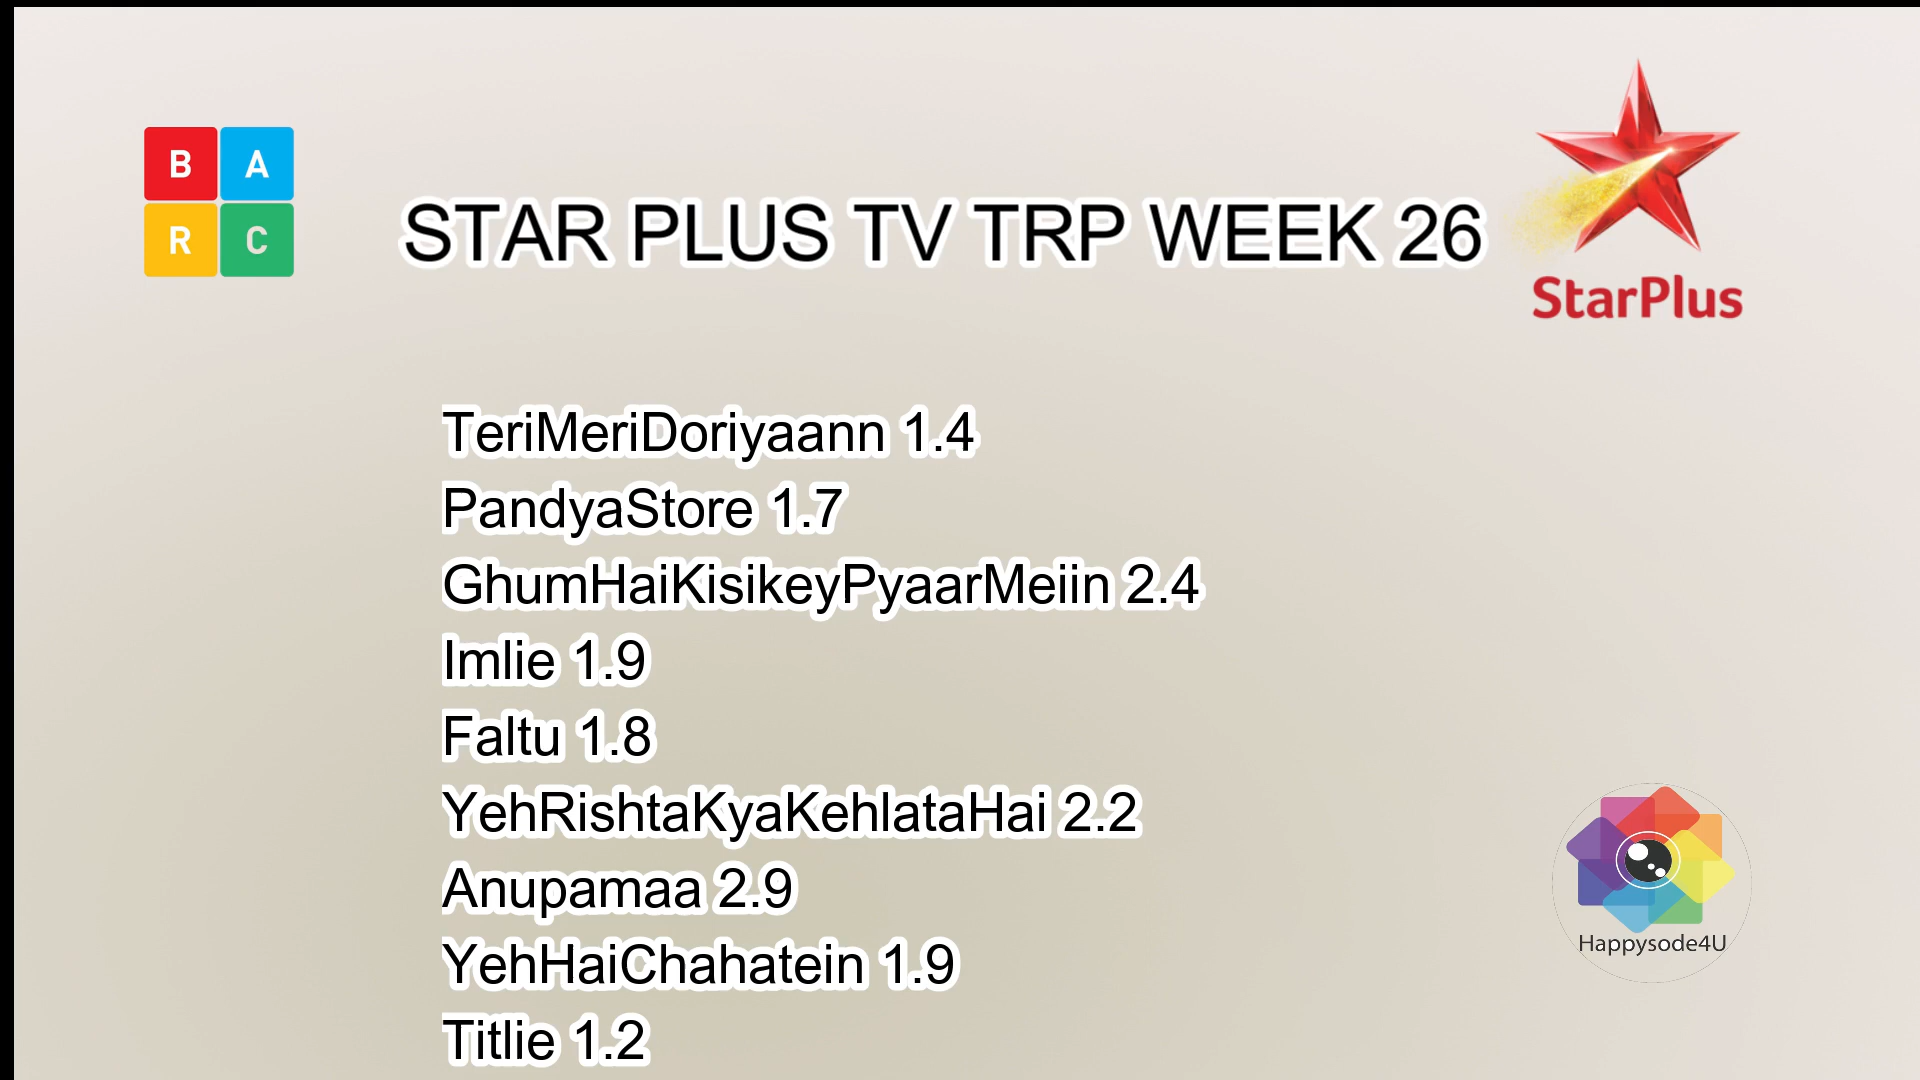 B A
R C
STAR PLUS TV TRP WEEK 26
StarPlus
TeriMeriDoriyaann 1.4
PandyaStore 1.7
GhumHaiKisikeyPyaarMeiin 2.4
Imlie 1.9
Faltu 1.8
YehRishtaKyaKehlataHai 2.2
Anupamaa 2.9
YehHaiChahatein 1.9
Titlie 1.2
Happysode4U